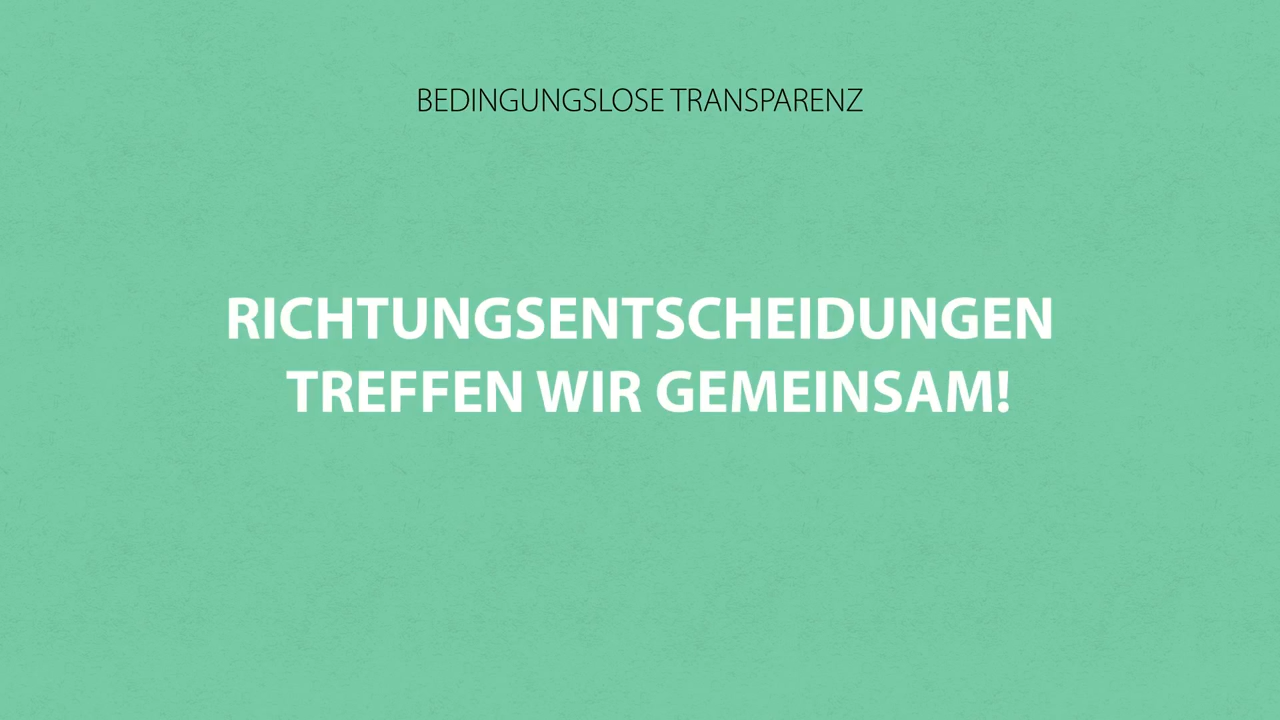 BEDINGUNGSLOSE TRANSPARENZ
RICHTUNGSENTSCHEIDUNGEN
TREFFEN WIR GEMEINSAM!